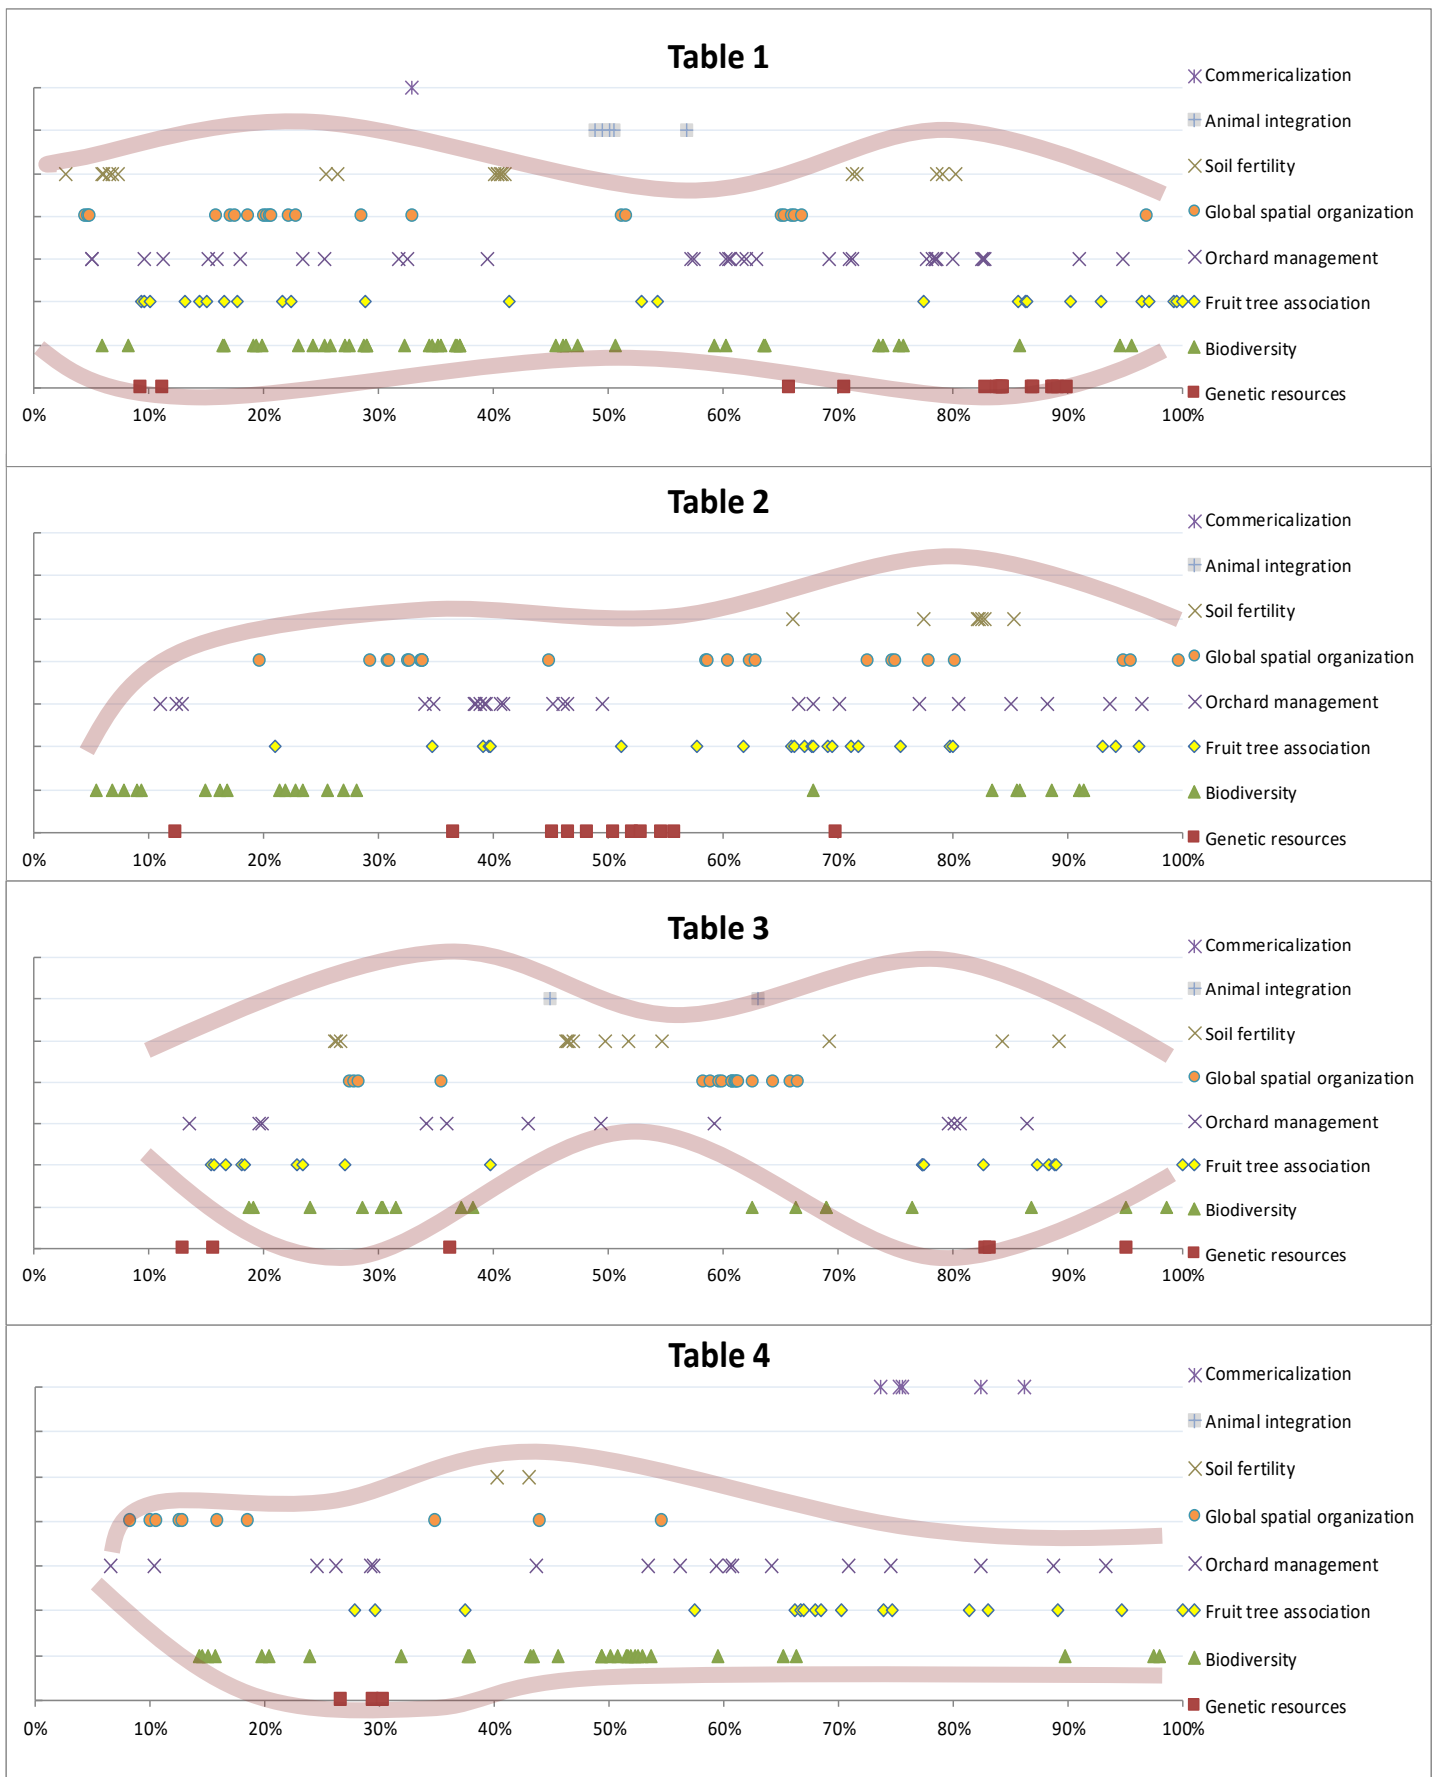 Table 1
Commericalization
Animal integration
Soil fertility
Global spatial organization
Orchard management
Fruit tree association
Biodiversity
Genetic resources
0% 10% 20% 30% 40% 50% 60% 70% 80% 90% 100%
Table 2
Commericalization
Animal integration
Soil fertility
Global spatial organization
Orchard management
Fruit tree association
Biodiversity
Genetic resources
0% 10% 20% 30% 40% 50% 60% 70% 80% 90% 100%
Table 3
Commericalization
Animal integration
Soil fertility
Global spatial organization
Orchard management
Fruit tree association
Biodiversity
Genetic resources
0% 10% 20% 30% 40% 50% 60% 70% 80% 90% 100%
Table 4
Commericalization
Animal integration
Soil fertility
Global spatial organization
Orchard management
Fruit tree association
Biodiversity
Genetic resources
0% 10% 20% 30% 40% 50% 60% 70% 80% 90% 100%